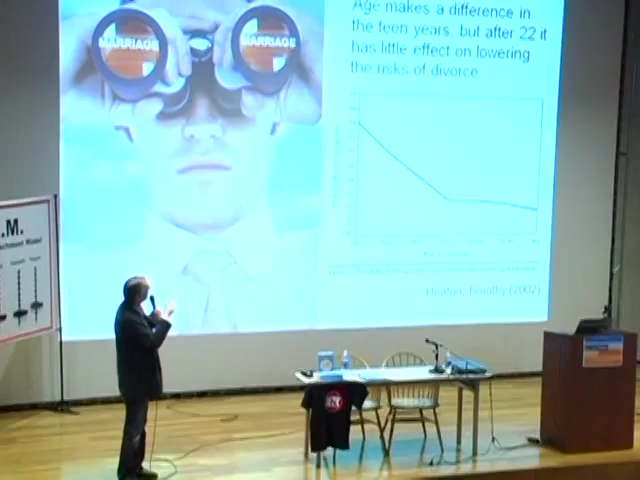 MARRIAGE
MARRIAGE
Age makes a difference in
the teen years, but after 22 it
has little effect on lowering
the risks of divorce
Heaton, Timothy (2002)
.M.